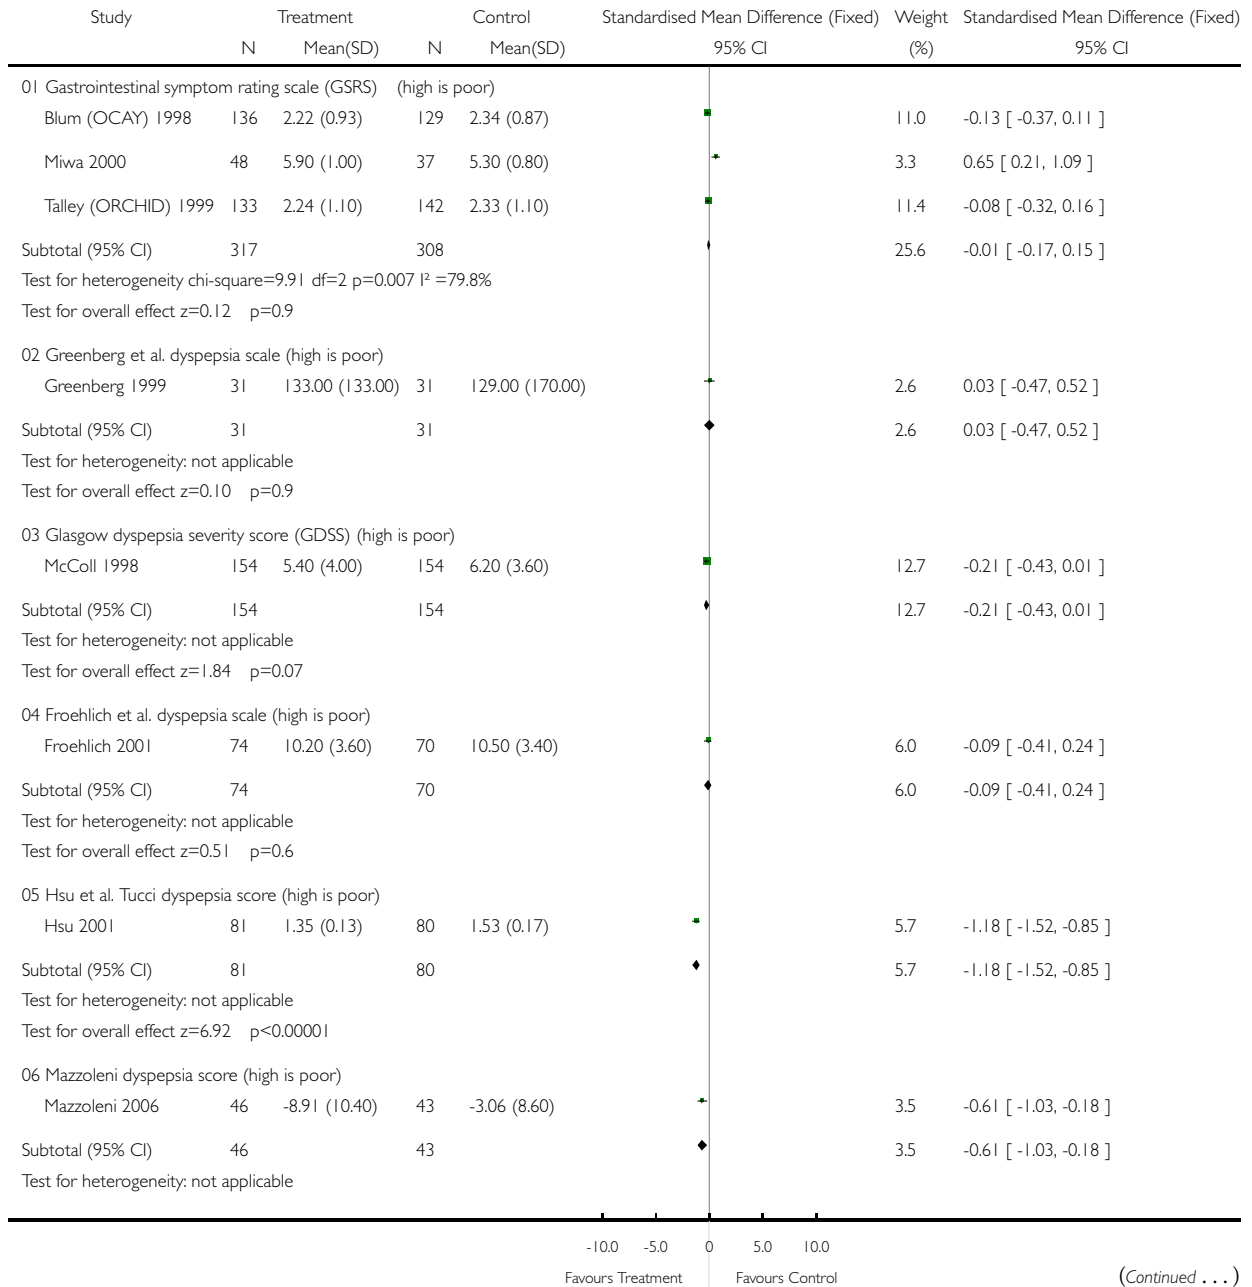 Study Treatment Control Standardised Mean Difference (Fixed) Weight Standardised Mean Difference (Fixed)
N Mean(SD) N Mean(SD) 95% CI (%) 95% CI
01 Gastrointestinal symptom rating scale (GSRS) (high is poor)
Blum (OCAY) 1998 136 2.22 (0.93) 129 2.34 (0.87) 11.0 -0.13 [ -0.37, 0.11 ]
Miwa 2000 48 5.90 (1.00) 37 5.30 (0.80) 3.3 0.65 [ 0.21, 1.09 ]
Talley (ORCHID) 1999 133 2.24 (1.10) 142 2.33 (1.10) 11.4 -0.08 [ -0.32, 0.16 ]
Subtotal (95% CI) 317 308 25.6 -0.01 [ -0.17, 0.15 ]
Test for heterogeneity chi-square=9.91 df=2 p=0.007 I² =79.8%
Test for overall effect z=0.12 p=0.9
02 Greenberg et al. dyspepsia scale (high is poor)
Greenberg 1999 31 133.00 (133.00) 31 129.00 (170.00) 2.6 0.03 [ -0.47, 0.52 ]
Subtotal (95% CI) 31 31 2.6 0.03 [ -0.47, 0.52 ]
Test for heterogeneity: not applicable
Test for overall effect z=0.10 p=0.9
03 Glasgow dyspepsia severity score (GDSS) (high is poor)
McColl 1998 154 5.40 (4.00) 154 6.20 (3.60) 12.7 -0.21 [ -0.43, 0.01 ]
Subtotal (95% CI) 154 154 12.7 -0.21 [ -0.43, 0.01 ]
Test for heterogeneity: not applicable
Test for overall effect z=1.84 p=0.07
04 Froehlich et al. dyspepsia scale (high is poor)
Froehlich 2001 74 10.20 (3.60) 70 10.50 (3.40) 6.0 -0.09 [ -0.41, 0.24 ]
Subtotal (95% CI) 74 70 6.0 -0.09 [ -0.41, 0.24 ]
Test for heterogeneity: not applicable
Test for overall effect z=0.51 p=0.6
05 Hsu et al. Tucci dyspepsia score (high is poor)
Hsu 2001 81 1.35 (0.13) 80 1.53 (0.17) 5.7 -1.18 [ -1.52, -0.85 ]
Subtotal (95% CI) 81 80 5.7 -1.18 [ -1.52, -0.85 ]
Test for heterogeneity: not applicable
Test for overall effect z=6.92 p<0.00001
06 Mazzoleni dyspepsia score (high is poor)
Mazzoleni 2006 46 -8.91 (10.40) 43 -3.06 (8.60) 3.5 -0.61 [ -1.03, -0.18 ]
Subtotal (95% CI) 46 43 3.5 -0.61 [ -1.03, -0.18 ]
Test for heterogeneity: not applicable
-10.0 -5.0 0 5.0 10.0
Favours Treatment Favours Control (Continued . . . )